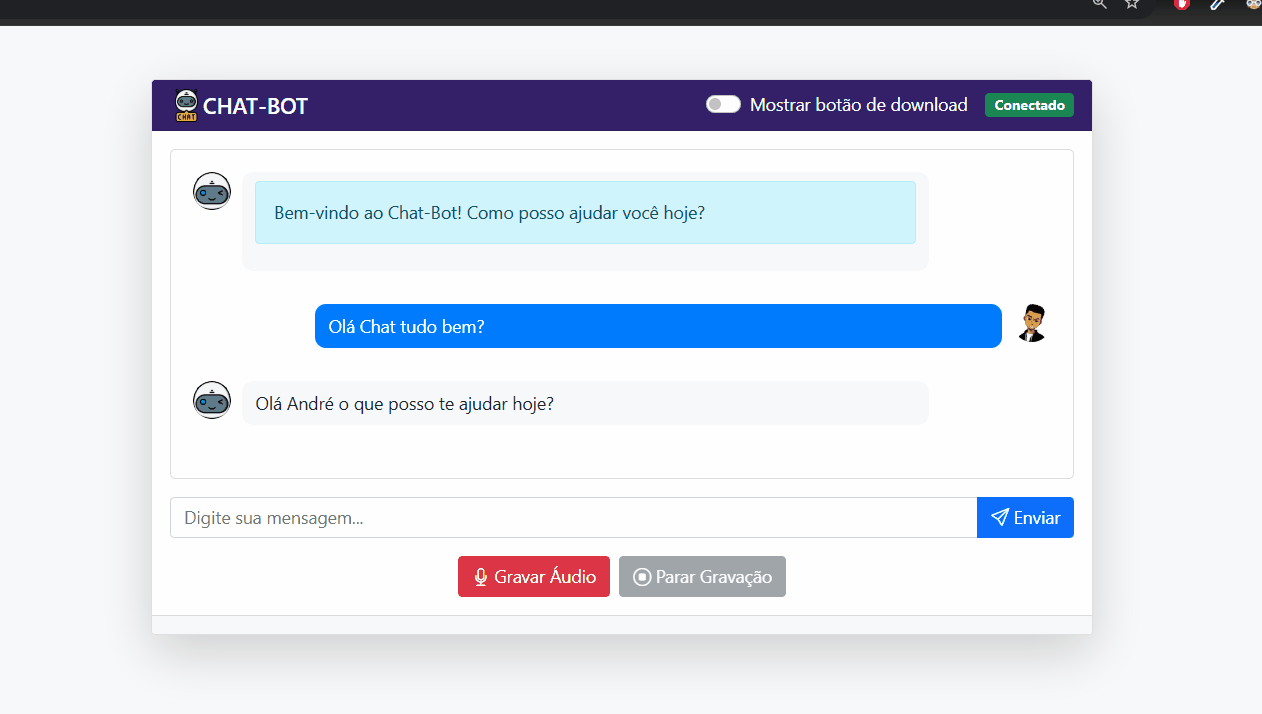 CHAT
CHAT-BOT
Mostrar botão de download
Conectado
Bem-vindo ao Chat-Bot! Como posso ajudar você hoje?
Olá Chat tudo bem?
Olá André o que posso te ajudar hoje?
Digite sua mensagem...
Enviar
Gravar Áudio
Parar Gravação